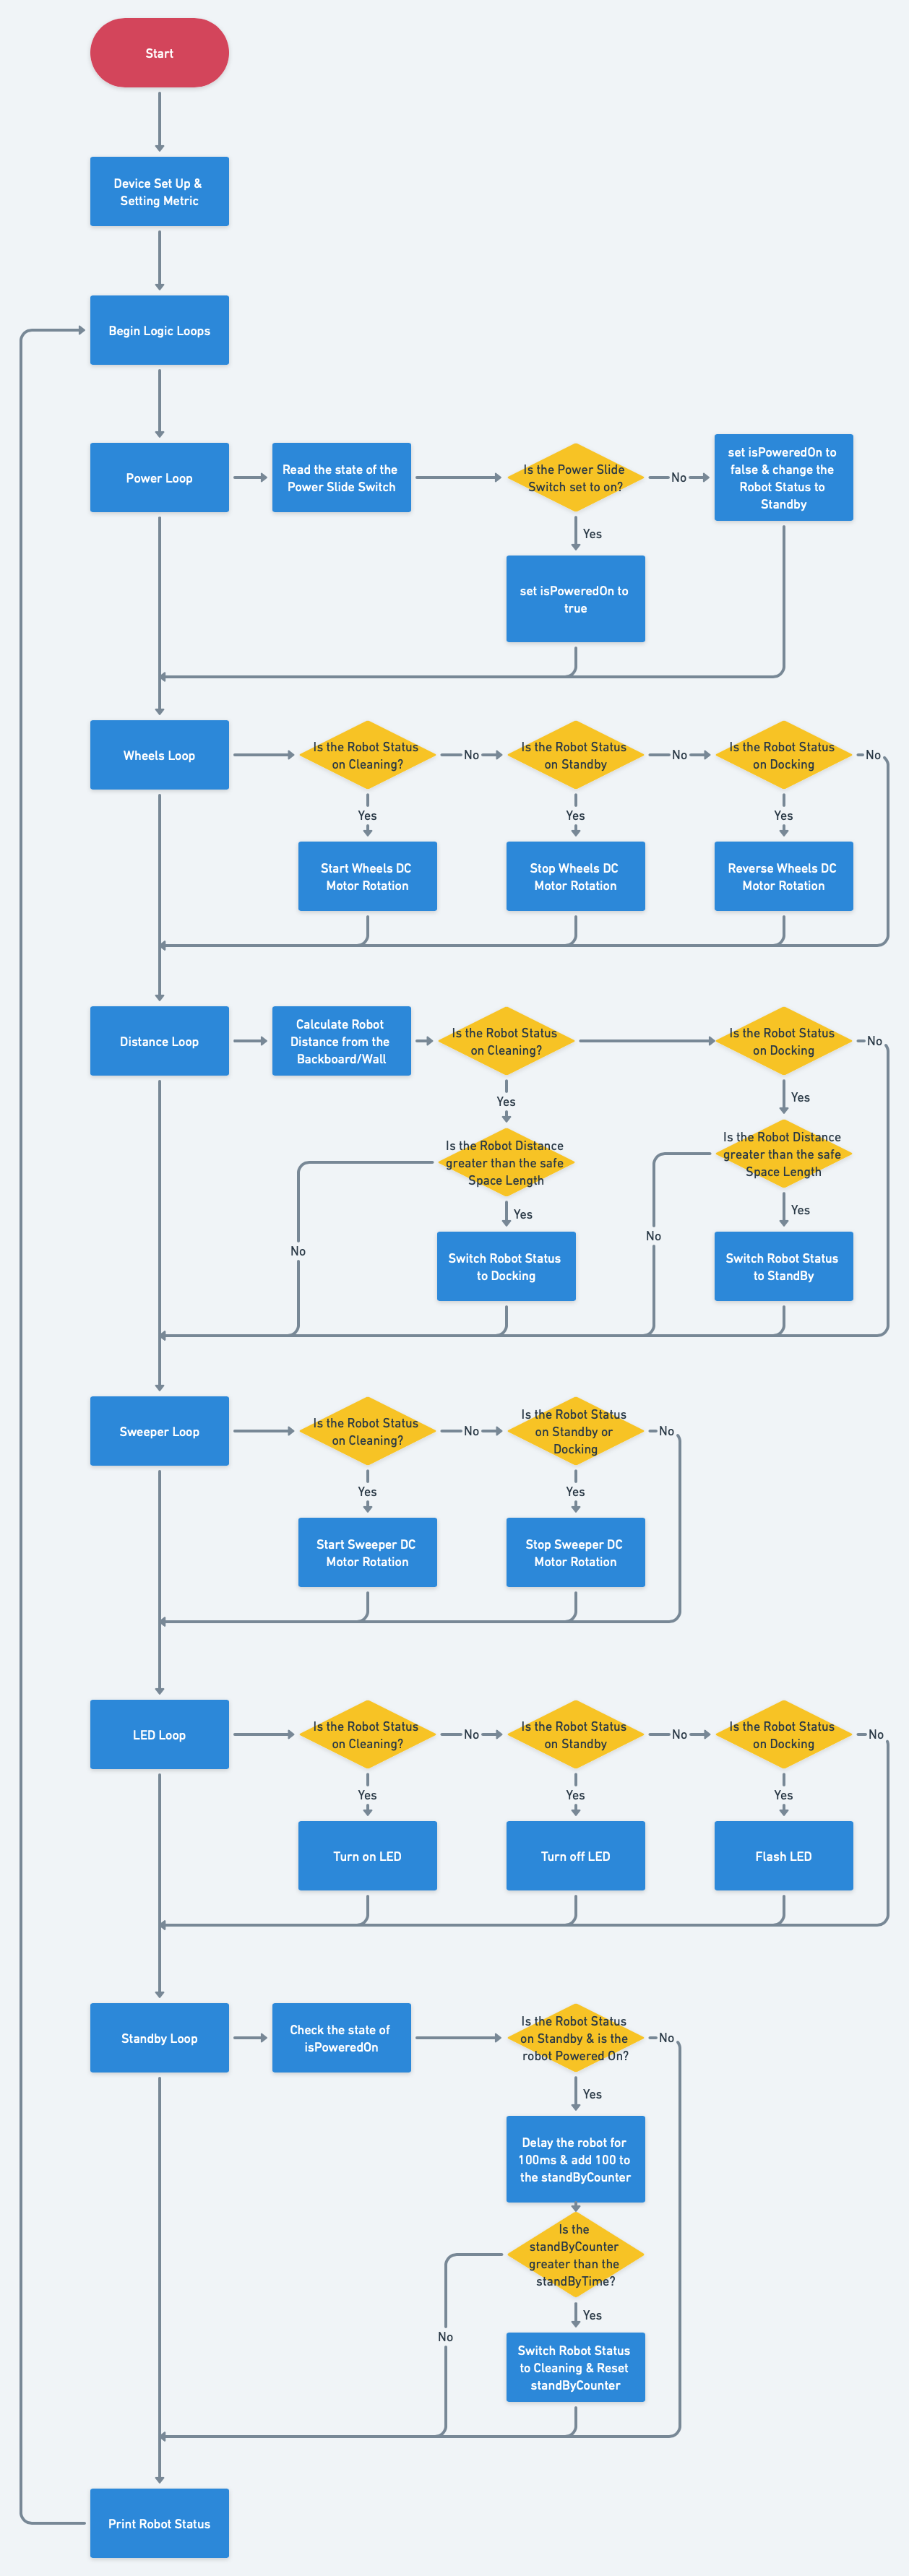 Start
Device Set Up &
Setting Metric
Begin Logic Loops
Power Loop
Read the state of the
Power Slide Switch
Is the Power Slide
Switch set to on?
No
set isPoweredOn to
false & change the
Robot Status to
Standby
Yes
set isPoweredOn to
true
Wheels Loop
Is the Robot Status
on Cleaning?
No
Is the Robot Status
on Standby
No
Is the Robot Status
on Docking
No
Yes
Yes
Yes
Start Wheels DC
Motor Rotation
Stop Wheels DC
Motor Rotation
Reverse Wheels DC
Motor Rotation
Distance Loop
Calculate Robot
Distance from the
Backboard/Wall
Is the Robot Status
on Cleaning?
Is the Robot Status
on Docking
No
Yes
Yes
Is the Robot Distance
greater than the safe
Space Length
Is the Robot Distance
greater than the safe
Space Length
Yes
Yes
No
No
Switch Robot Status
to Docking
Switch Robot Status
to StandBy
Sweeper Loop
Is the Robot Status
on Cleaning?
No
Is the Robot Status
on Standby or
Docking
No
Yes
Yes
Start Sweeper DC
Motor Rotation
Stop Sweeper DC
Motor Rotation
LED Loop
Is the Robot Status
on Cleaning?
No
Is the Robot Status
on Standby
No
Is the Robot Status
on Docking
No
Yes
Yes
Yes
Turn on LED
Turn off LED
Flash LED
Standby Loop
Check the state of
isPoweredOn
Is the Robot Status
on Standby & is the
robot Powered On?
No
Yes
Delay the robot for
100ms & add 100 to
the standByCounter
Is the
standByCounter
greater than the
standByTime?
Yes
No
Switch Robot Status
to Cleaning & Reset
standByCounter
Print Robot Status